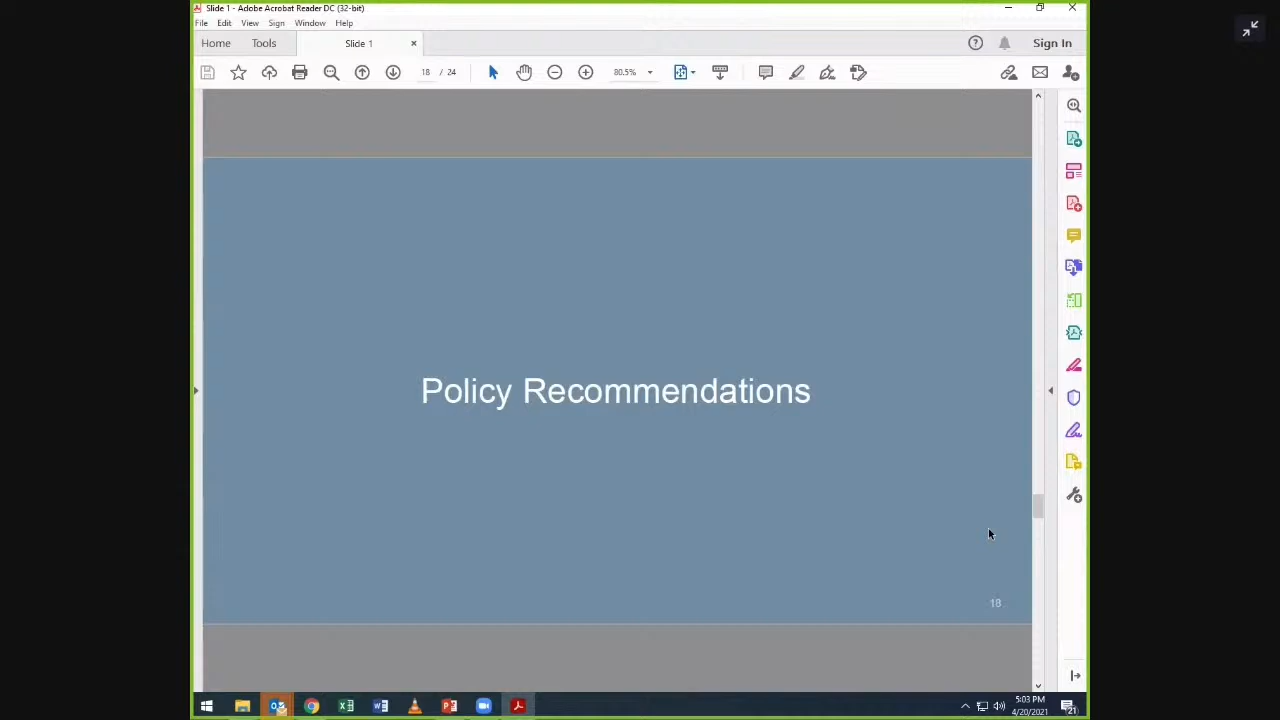 Slide 1 - Adobe Acrobat Reader DC (32-bit)
File Edit View Sign Window Help
Home Tools Slide 1 Sign In
18 / 24 80.5%
Policy Recommendations
18
5:03 PM
4/20/2021
21